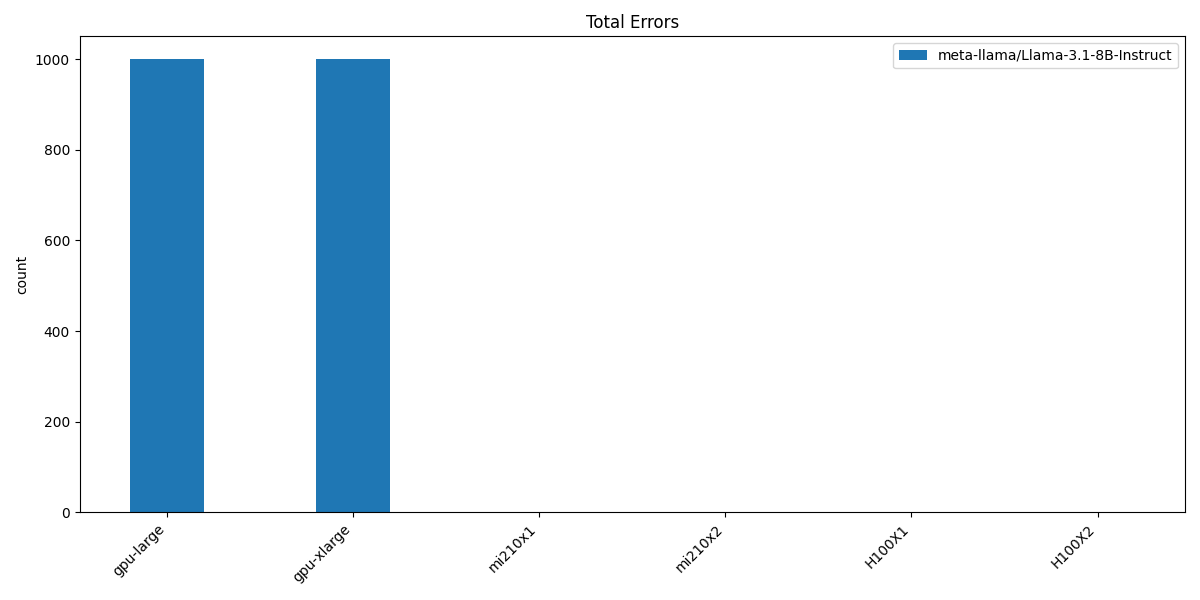 Total Errors
meta-llama/Llama-3.1-8B-Instruct
count
1000
800
600
400
200
0
gpu-large
gpu-xlarge
mi210x1
mi210x2
H100X1
H100X2